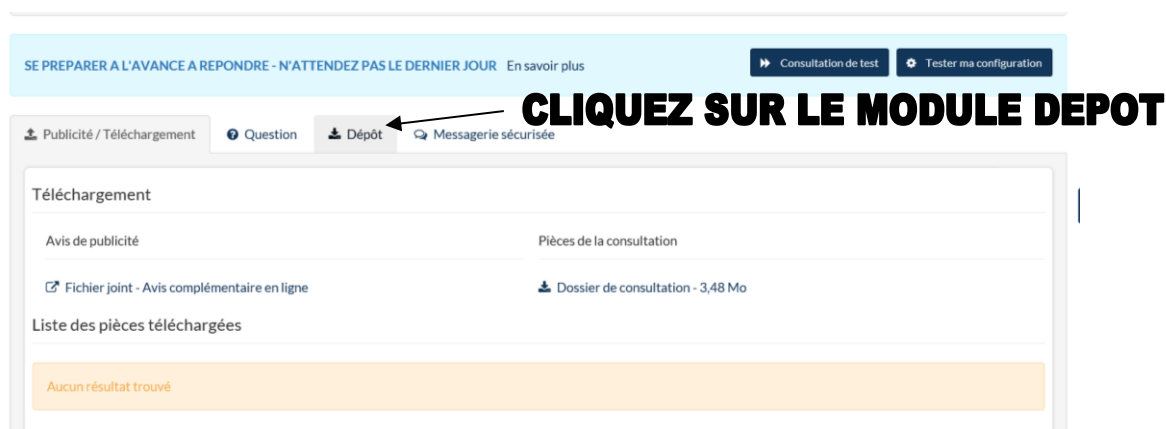 SE PREPARER A L'AVANCE A REPONDRE - N'ATTENDEZ PAS LE DERNIER JOUR En savoir plus
Consultation de test
Tester ma configuration
CLIQUEZ SUR LE MODULE DEPOT
Publicité / Téléchargement
Question
Dépôt
Messagerie sécurisée
Téléchargement
Avis de publicité
Pièces de la consultation
Fichier joint - Avis complémentaire en ligne
Dossier de consultation - 3,48 Mo
Liste des pièces téléchargées
Aucun résultat trouvé